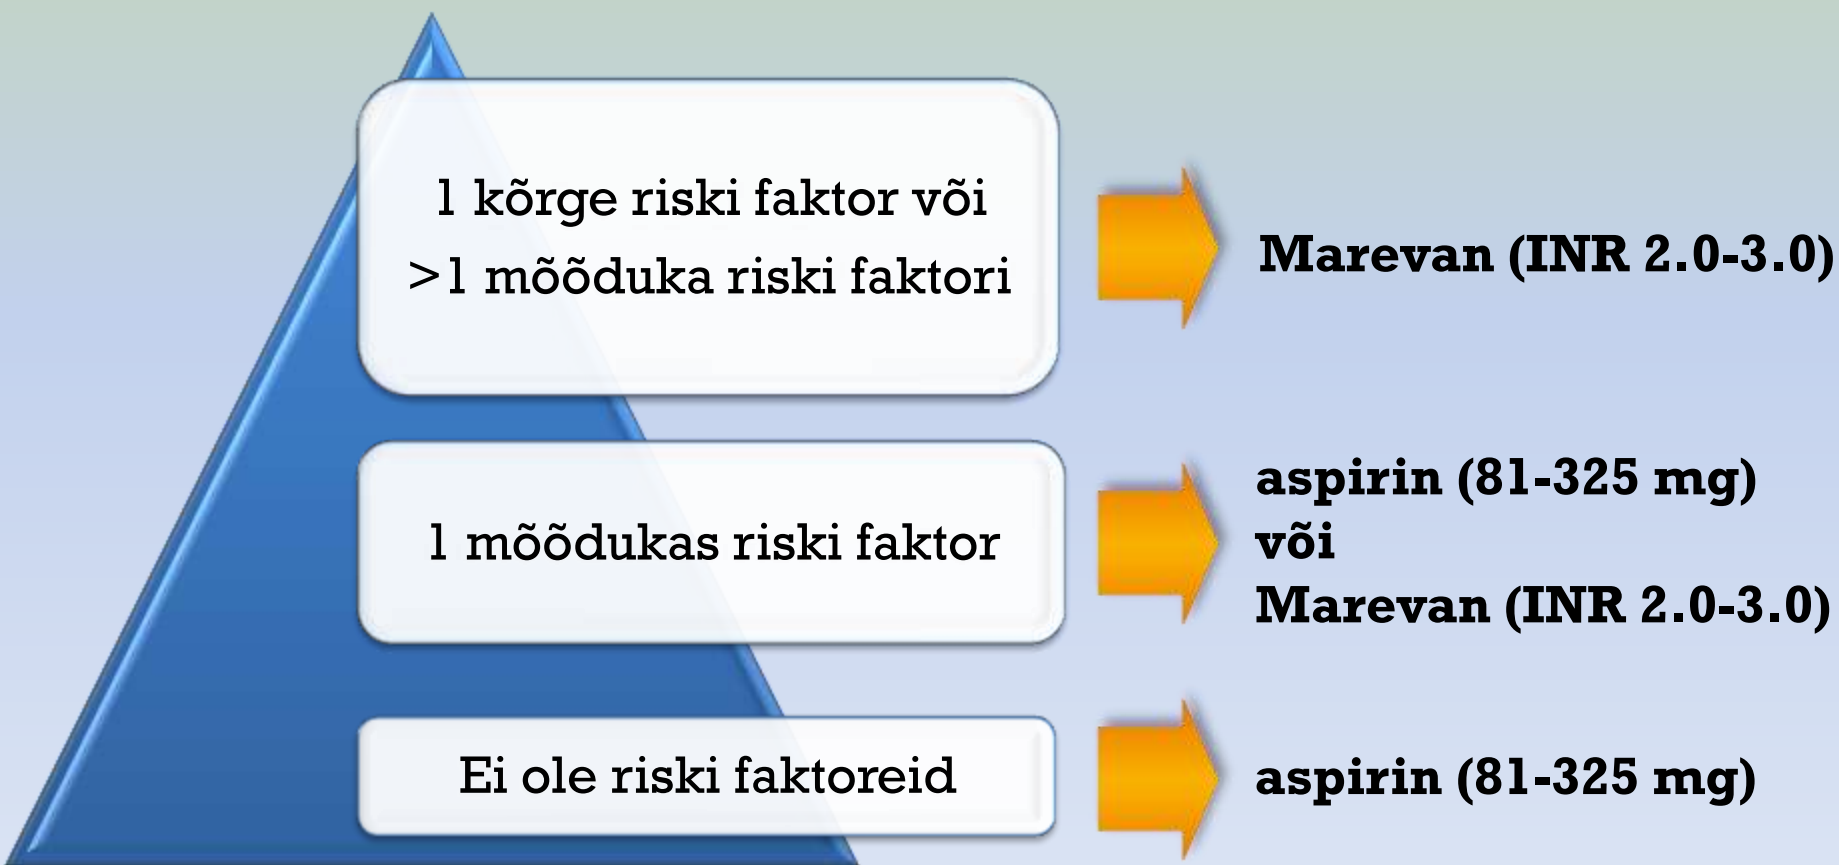 1 kõrge riski faktor või
>1 mõõduka riski faktori
Marevan (INR 2.0-3.0)
1 mõõdukas riski faktor
aspirin (81-325 mg)
või
Marevan (INR 2.0-3.0)
Ei ole riski faktoreid
aspirin (81-325 mg)